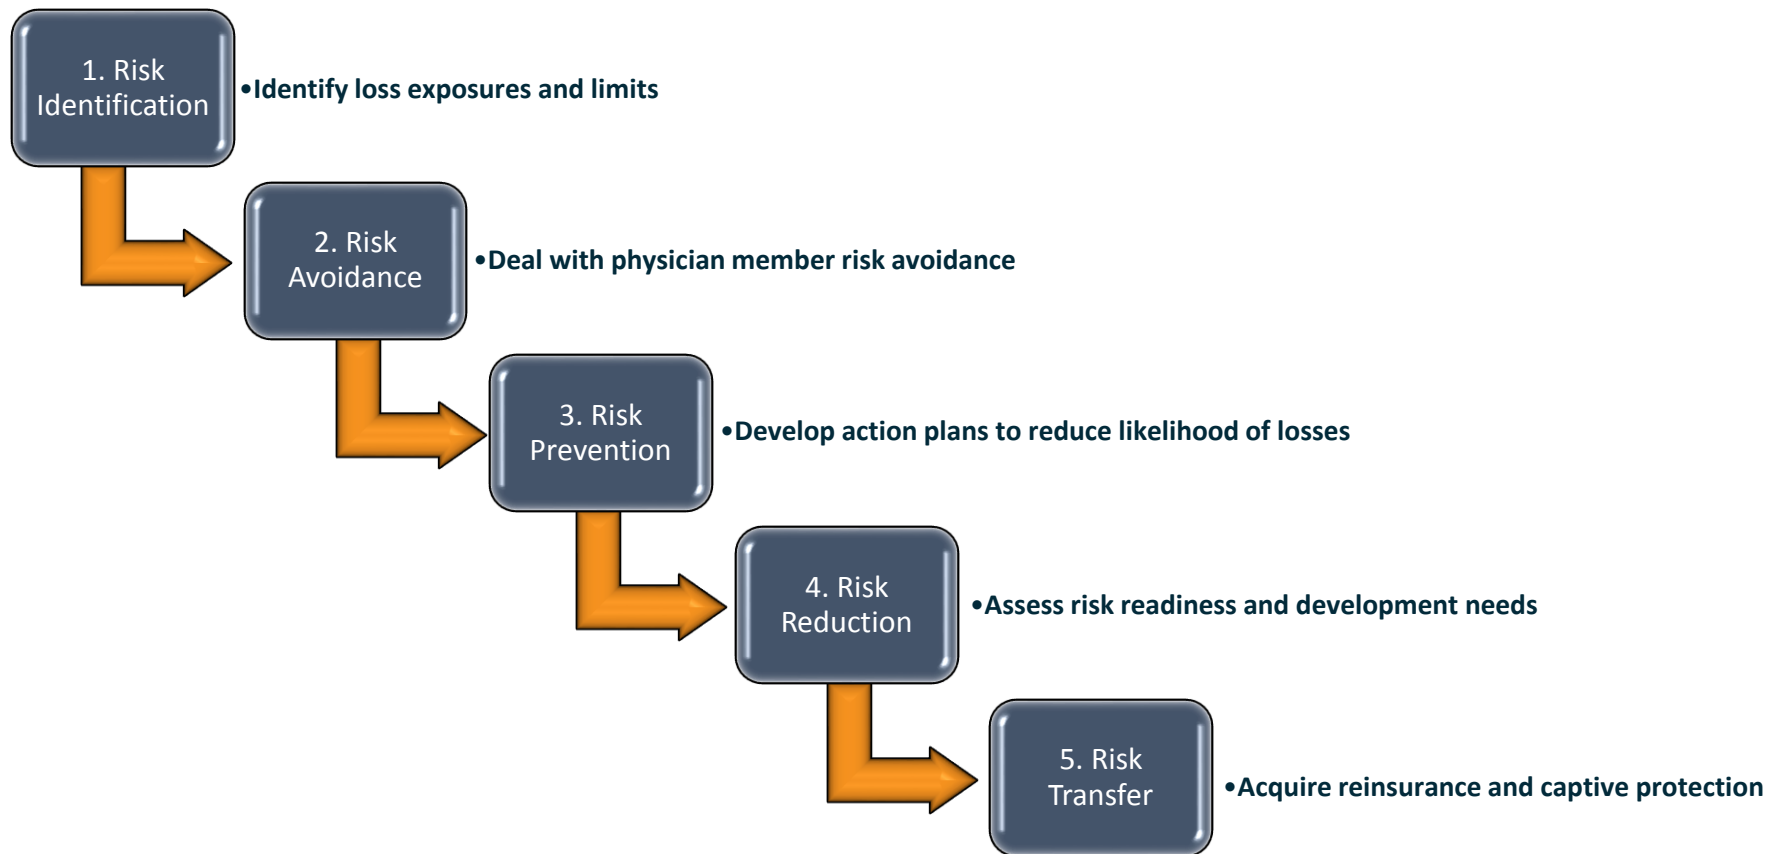 1. Risk
Identification
•Identify loss exposures and limits
2. Risk
Avoidance
•Deal with physician member risk avoidance
3. Risk
Prevention
•Develop action plans to reduce likelihood of losses
4. Risk
Reduction
•Assess risk readiness and development needs
5. Risk
Transfer
•Acquire reinsurance and captive protection